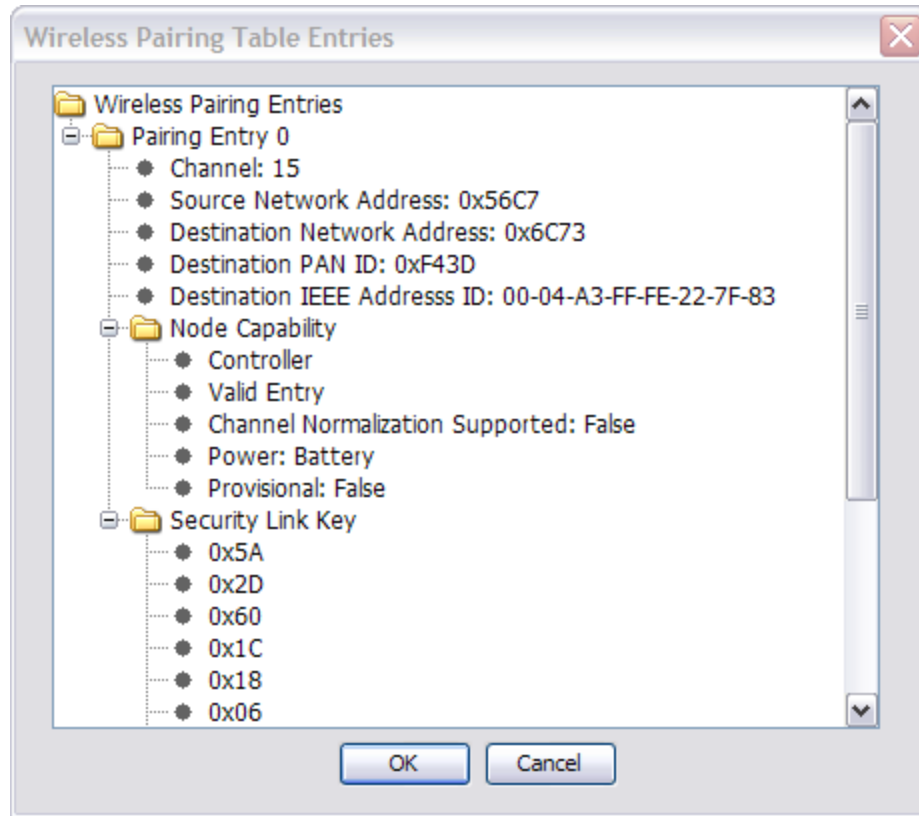 Wireless Pairing Table Entries
Wireless Pairing Entries
Pairing Entry 0
Channel: 15
Source Network Address: 0x56C7
Destination Network Address: 0x6C73
Destination PAN ID: 0xF43D
Destination IEEE Addresss ID: 00-04-A3-FF-FE-22-7F-83
Node Capability
Controller
Valid Entry
Channel Normalization Supported: False
Power: Battery
Provisional: False
Security Link Key
0x5A
0x2D
0x60
0x1C
0x18
0x06
OK Cancel